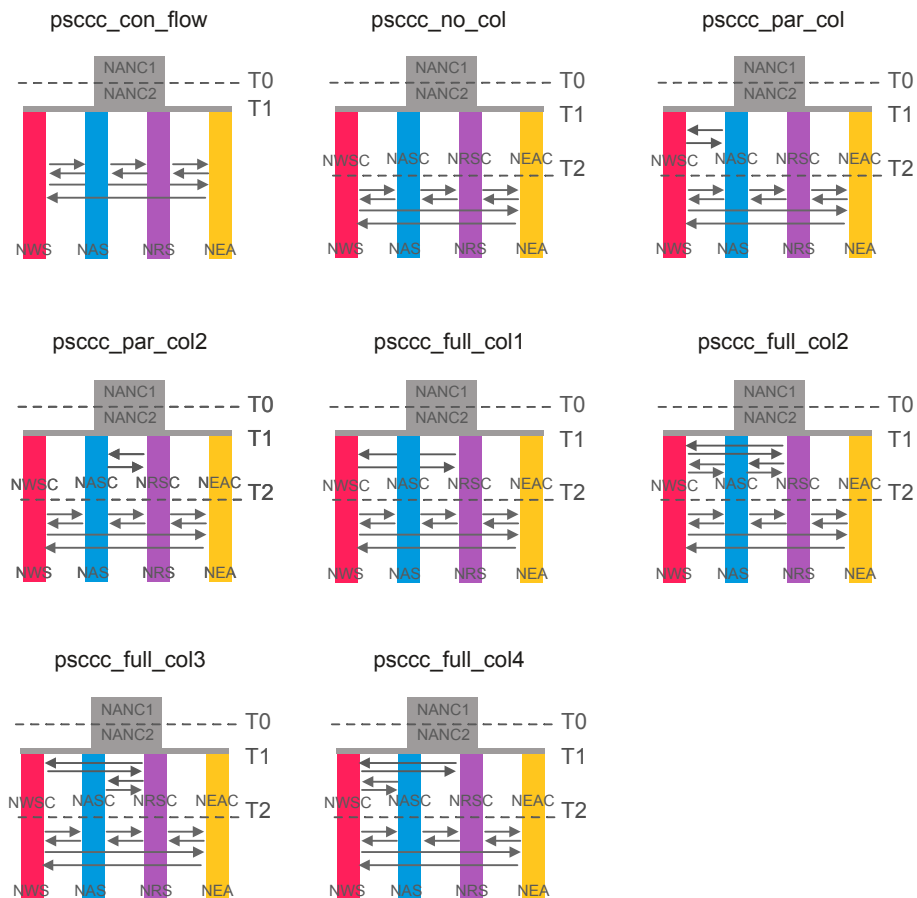 psccc_con_flow
psccc_no_col
psccc_par_col
NANC1
T0
NANC2
T1
NWS NAS NRS NEA
NANC1
T0
NANC2
T1
NWSC NASC NRSC NEAC
T2
NWS NAS NRS NEA
NANC1
T0
NANC2
T1
NWSC NASC NRSC NEAC
T2
NWS NAS NRS NEA
psccc_par_col2
psccc_full_col1
psccc_full_col2
NANC1
T0
NANC2
T1
NWSC NASC NRSC NEAC
T2
NWS NAS NRS NEA
NANC1
T0
NANC2
T1
NWSC NASC NRSC NEAC
T2
NWS NAS NRS NEA
NANC1
T0
NANC2
T1
NWSC NASC NRSC NEAC
T2
NWS NAS NRS NEA
psccc_full_col3
psccc_full_col4
NANC1
T0
NANC2
T1
NWSC NASC NRSC NEAC
T2
NWS NAS NRS NEA
NANC1
T0
NANC2
T1
NWSC NASC NRSC NEAC
T2
NWS NAS NRS NEA